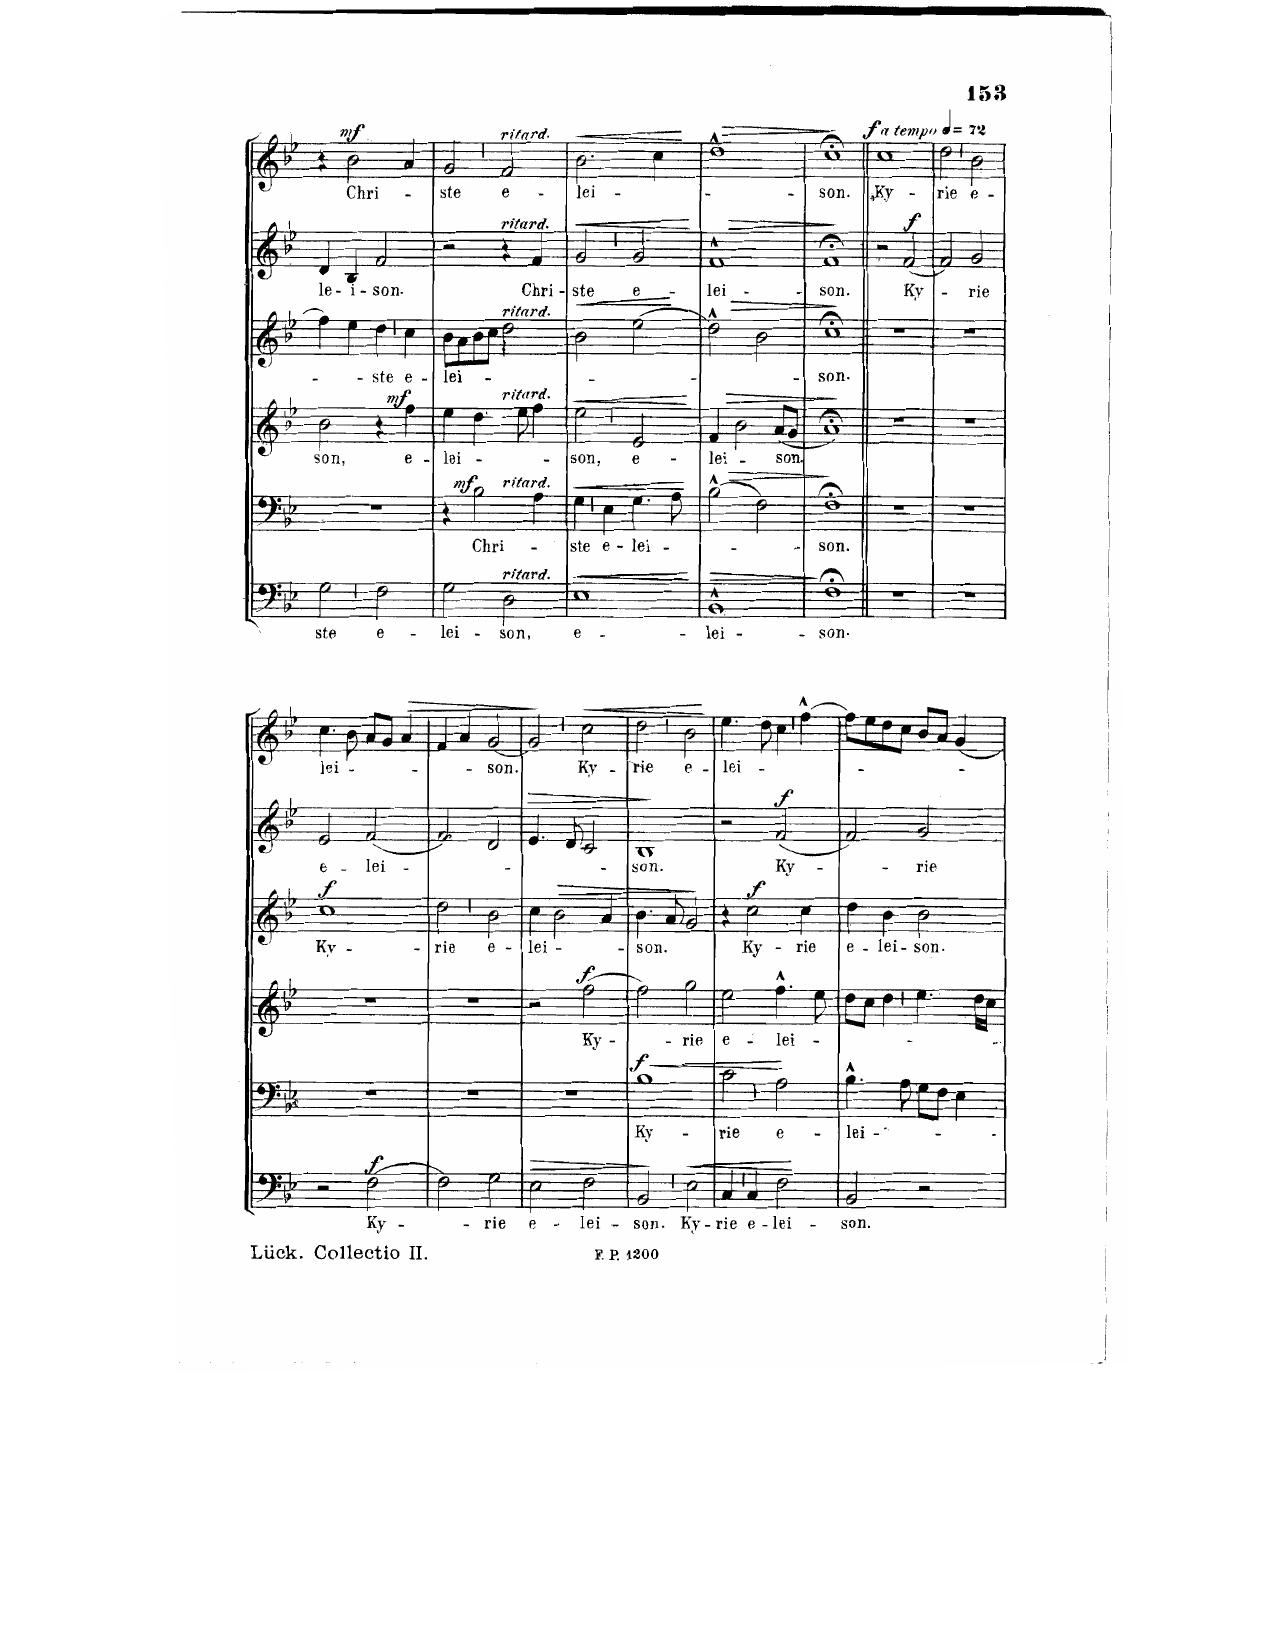 153
mf ritard. f a tempo = 72
Chri - ste e - lei - - son. Ky - rie e -
ritard. f
le - i - son. Chri - ste e - lei - son. Ky - rie
ritard.
- - ste e - lei - - - - son.
mf ritard.
son, e - lei - - son, e - lei - son.
mf ritard.
Chri - ste e - lei - - - son.
ritard.
ste e - lei - son, e - - lei - son.
lei - - - son. Ky - rie e - lei - - - -
f
e - lei - - - - son. Ky - - rie
f f
Ky - rie e - lei - - son. Ky - rie e - lei - son.
f
Ky - - rie e - lei - - - -
f
Ky - rie e - lei - - -
f
Ky - - rie e - lei - son. Ky - rie e - lei - son.
Lück. Collectio II. F. P. 1200